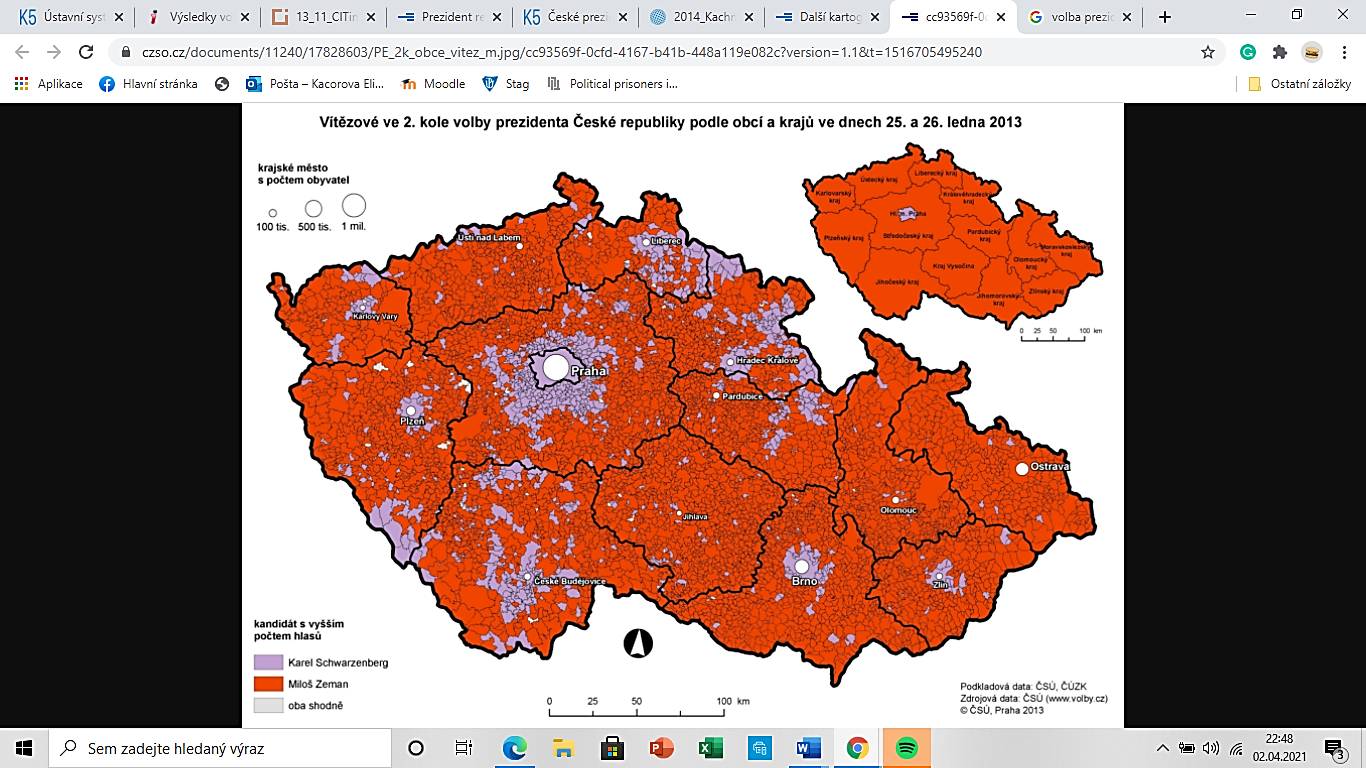 Ústavní syst
Výsledky vo
13_11_CITin
Prezident re
České prezi
2014_Kachn
Další kartog
cc93569f-0c
volba prezid
czso.cz/documents/11240/17828603/PE_2k_obce_vitez_m.jpg/cc93569f-0cfd-4167-b41b-448a119e082c?version=1.1&t=1516705495240
Aplikace
Hlavní stránka
Pošta – Kacorova Eli...
Moodle
Stag
Political prisoners i...
Ostatní záložky
Vítězové ve 2. kole volby prezidenta České republiky podle obcí a krajů ve dnech 25. a 26. ledna 2013
krajské město
s počtem obyvatel
100 tis. 500 tis. 1 mil.
Ústecký kraj
Liberecký kraj
Karlovarský
kraj
Královéhradecký
kraj
Hl. m. Praha
Plzeňský kraj
Středočeský kraj
Pardubický
kraj
Moravskoslezský
kraj
Olomoucký
kraj
Kraj Vysočina
Jihočeský kraj
Jihomoravský
kraj
Zlínský kraj
0 25 50 100 km
Ústí nad Labem
Liberec
Karlovy Vary
Praha
Hradec Králové
Pardubice
Plzeň
Ostrava
Olomouc
Jihlava
Brno
České Budějovice
Zlín
kandidát s vyšším
počtem hlasů
Karel Schwarzenberg
Miloš Zeman
oba shodně
0 25 50 100 km
Podkladová data: ČSÚ, ČÚZK
Zdrojová data: ČSÚ (www.volby.cz)
© ČSÚ, Praha 2013
Sem zadejte hledaný výraz
22:48
02.04.2021
3